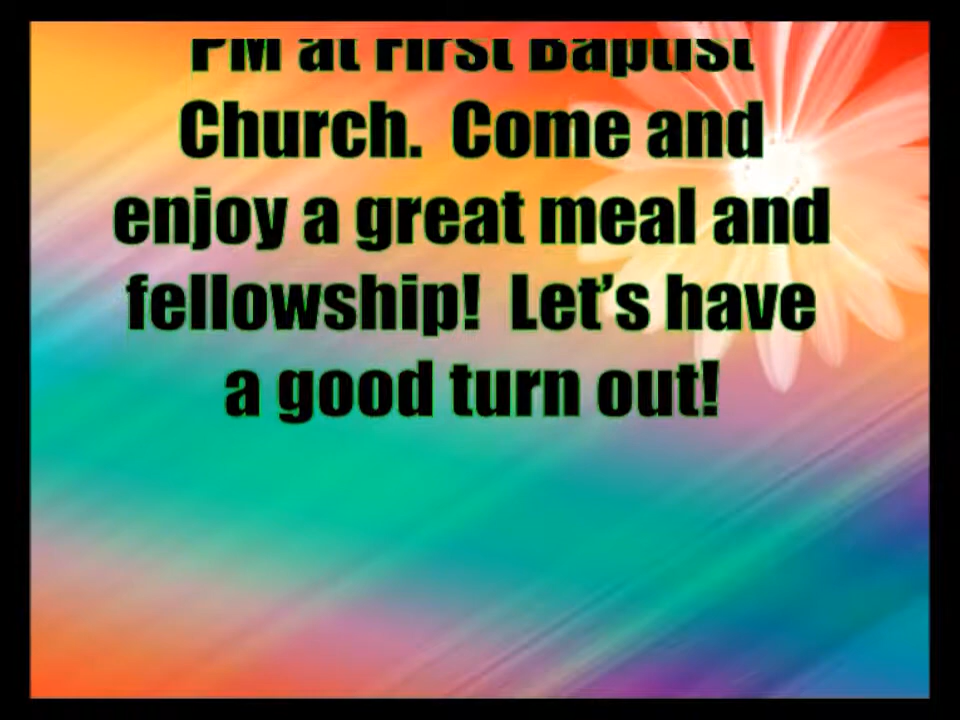 PM at First Baptist
Church.  Come and
enjoy a great meal and
fellowship!  Let’s have
a good turn out!